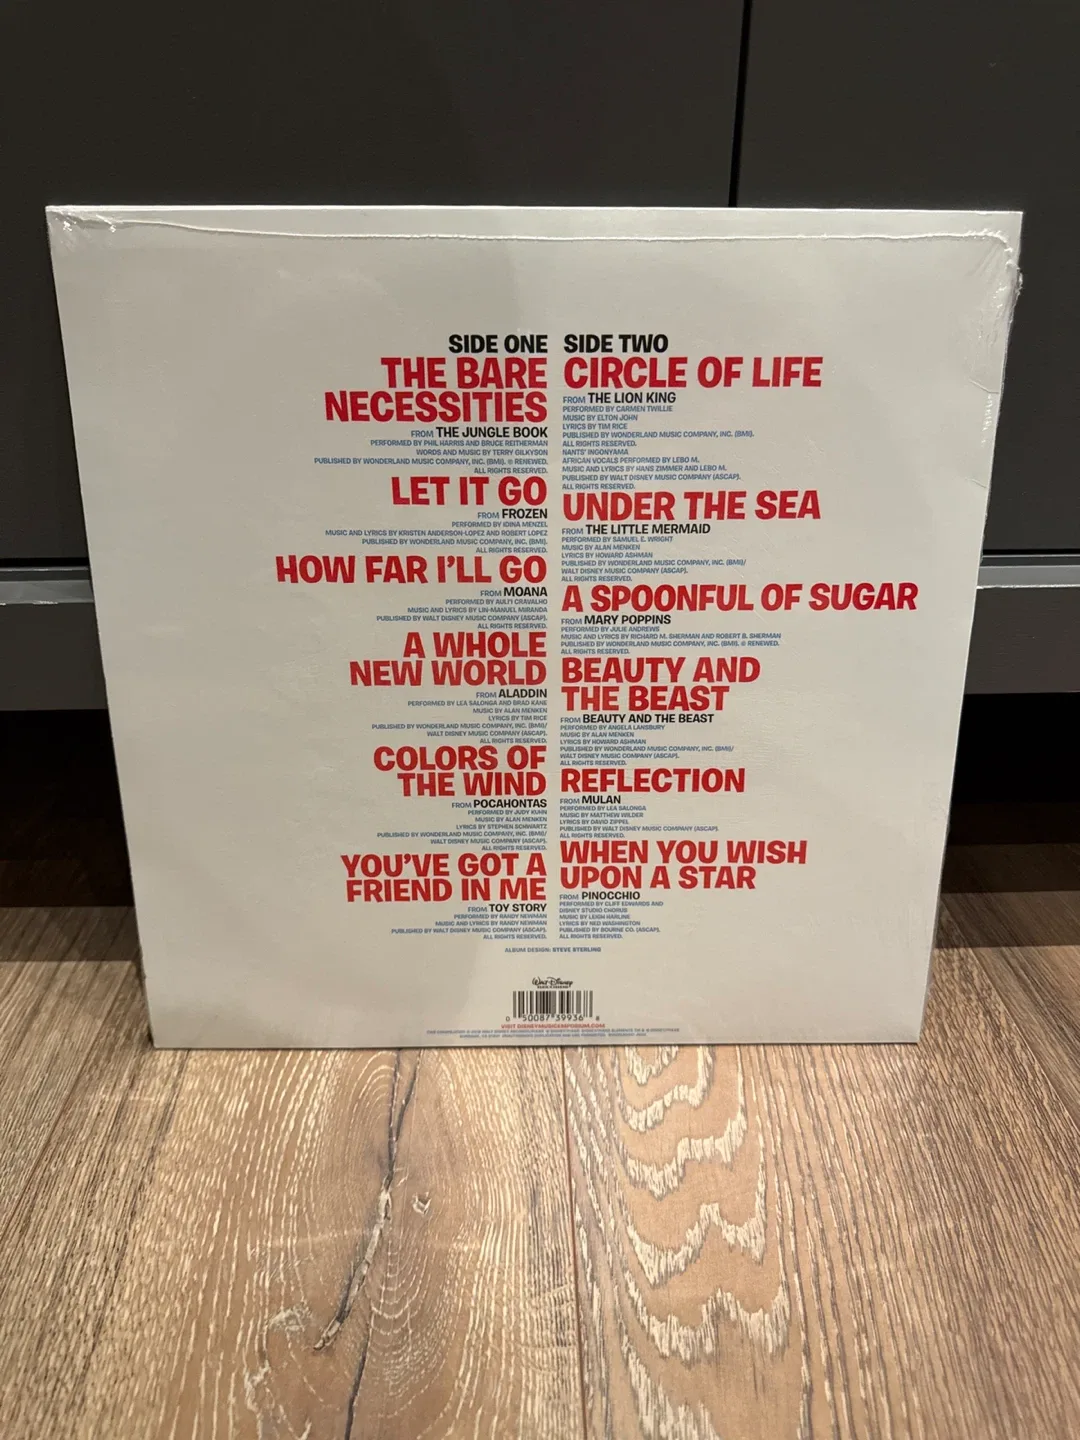 SIDE ONE
THE BARE
NECESSITIES
FROM THE JUNGLE BOOK
PERFORMED BY PHIL HARRIS AND BRUCE REITHERMAN
WORDS AND MUSIC BY TERRY GILKYSON
PUBLISHED BY WONDERLAND MUSIC COMPANY, INC. (BMI). ® RENEWED.
ALL RIGHTS RESERVED.
LET IT GO
FROM FROZEN
PERFORMED BY IDINA MENZEL
MUSIC AND LYRICS BY KRISTEN ANDERSON-LOPEZ AND ROBERT LOPEZ
PUBLISHED BY WONDERLAND MUSIC COMPANY, INC. (BMI).
ALL RIGHTS RESERVED.
HOW FAR I'LL GO
FROM MOANA
PERFORMED BY AULI'I CRAVALHO
MUSIC AND LYRICS BY LIN-MANUEL MIRANDA
PUBLISHED BY WALT DISNEY MUSIC COMPANY (ASCAP).
ALL RIGHTS RESERVED.
A WHOLE
NEW WORLD
FROM ALADDIN
PERFORMED BY LEA SALONGA AND BRAD KANE
MUSIC BY ALAN MENKEN
LYRICS BY TIM RICE
PUBLISHED BY WONDERLAND MUSIC COMPANY, INC. (BMI)/
WALT DISNEY MUSIC COMPANY (ASCAP).
ALL RIGHTS RESERVED.
COLORS OF
THE WIND
FROM POCAHONTAS
PERFORMED BY JUDY KUHN
MUSIC BY ALAN MENKEN
LYRICS BY STEPHEN SCHWARTZ
PUBLISHED BY WONDERLAND MUSIC COMPANY, INC. (BMI)/
WALT DISNEY MUSIC COMPANY (ASCAP).
ALL RIGHTS RESERVED.
YOU'VE GOT A
FRIEND IN ME
FROM TOY STORY
PERFORMED BY RANDY NEWMAN
MUSIC AND LYRICS BY RANDY NEWMAN
PUBLISHED BY WALT DISNEY MUSIC COMPANY (ASCAP).
ALL RIGHTS RESERVED.
SIDE TWO
CIRCLE OF LIFE
FROM THE LION KING
PERFORMED BY CARMEN TWILLIE
MUSIC BY ELTON JOHN
LYRICS BY TIM RICE
PUBLISHED BY WONDERLAND MUSIC COMPANY, INC. (BMI).
ALL RIGHTS RESERVED.
NANTS' INGONYAMA
AFRICAN VOCALS PERFORMED BY LEBO M.
MUSIC AND LYRICS BY HANS ZIMMER AND LEBO M.
PUBLISHED BY WALT DISNEY MUSIC COMPANY (ASCAP).
ALL RIGHTS RESERVED.
UNDER THE SEA
FROM THE LITTLE MERMAID
PERFORMED BY SAMUEL E. WRIGHT
MUSIC BY ALAN MENKEN
LYRICS BY HOWARD ASHMAN
PUBLISHED BY WONDERLAND MUSIC COMPANY, INC. (BMI)/
WALT DISNEY MUSIC COMPANY (ASCAP).
ALL RIGHTS RESERVED.
A SPOONFUL OF SUGAR
FROM MARY POPPINS
PERFORMED BY JULIE ANDREWS
MUSIC AND LYRICS BY RICHARD M. SHERMAN AND ROBERT B. SHERMAN
PUBLISHED BY WONDERLAND MUSIC COMPANY, INC. (BMI). ® RENEWED.
ALL RIGHTS RESERVED.
BEAUTY AND
THE BEAST
FROM BEAUTY AND THE BEAST
PERFORMED BY ANGELA LANSBURY
MUSIC BY ALAN MENKEN
LYRICS BY HOWARD ASHMAN
PUBLISHED BY WONDERLAND MUSIC COMPANY, INC. (BMI)/
WALT DISNEY MUSIC COMPANY (ASCAP).
ALL RIGHTS RESERVED.
REFLECTION
FROM MULAN
PERFORMED BY LEA SALONGA
MUSIC BY MATTHEW WILDER
LYRICS BY DAVID ZIPPEL
PUBLISHED BY WALT DISNEY MUSIC COMPANY (ASCAP).
ALL RIGHTS RESERVED.
WHEN YOU WISH
UPON A STAR
FROM PINOCCHIO
PERFORMED BY CLIFF EDWARDS AND
DISNEY STUDIO CHORUS
MUSIC BY LEIGH HARLINE
LYRICS BY NED WASHINGTON
PUBLISHED BY BOURNE CO. (ASCAP).
ALL RIGHTS RESERVED.
ALBUM DESIGN: STEVE STERLING
Walt Disney
0 50087 39936 8
VISIT DISNEYMUSICEMPORIUM.COM